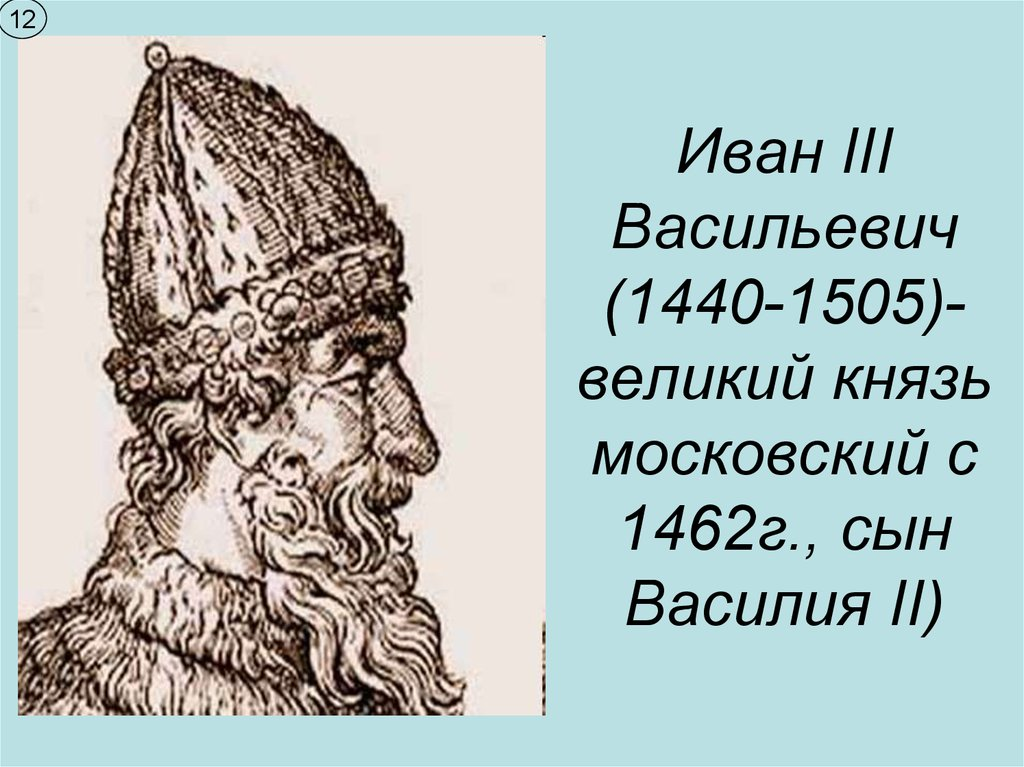 12
Иван III
Васильевич
(1440-1505)-
великий князь
московский с
1462г., сын
Василия II)